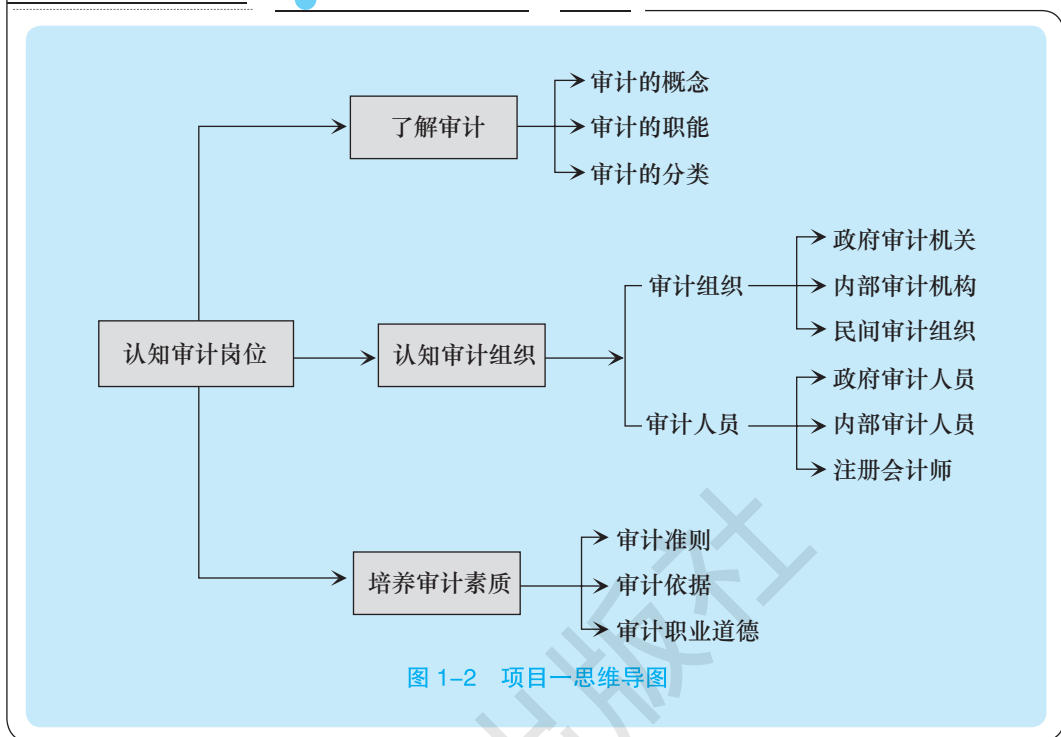 了解审计
审计的概念
审计的职能
审计的分类
认知审计岗位
认知审计组织
审计组织
政府审计机关
内部审计机构
民间审计组织
审计人员
政府审计人员
内部审计人员
注册会计师
培养审计素质
审计准则
审计依据
审计职业道德
图 1–2 项目一思维导图
出版社